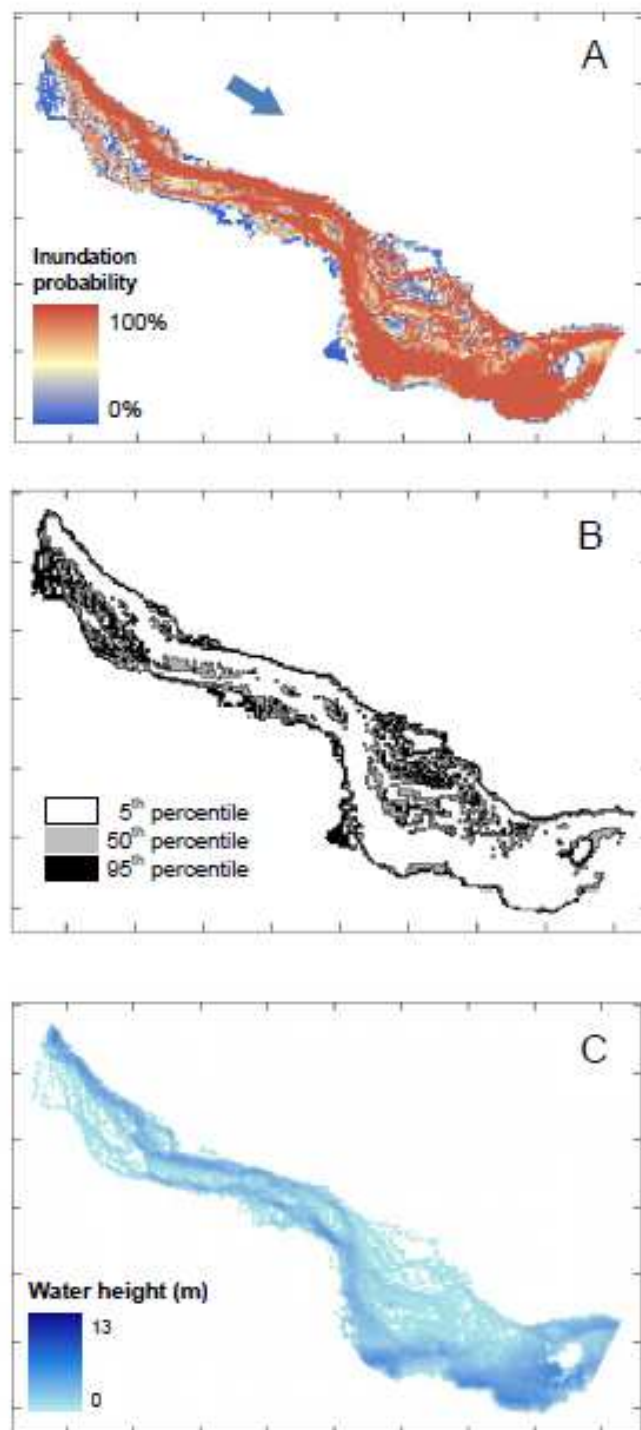 A
Inundation
probability
100%
0%
B
5th percentile
50th percentile
95th percentile
C
Water height (m)
13
0